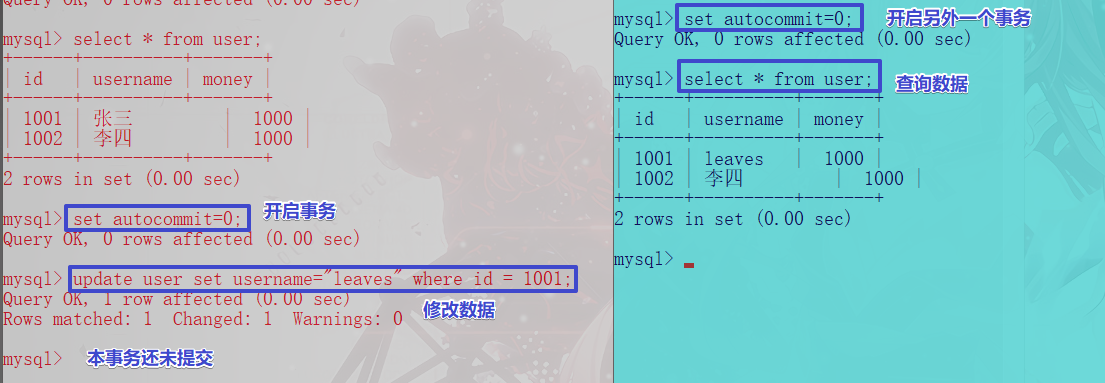 Query OK, 0 rows affected (0.00 sec)
mysql> select * from user;
+------+----------+-------+
| id | username | money |
+------+----------+-------+
| 1001 | 张三 | 1000 |
| 1002 | 李四 | 1000 |
+------+----------+-------+
2 rows in set (0.00 sec)
mysql> set autocommit=0; 开启事务
Query OK, 0 rows affected (0.00 sec)
mysql> update user set username="leaves" where id = 1001;
Query OK, 1 row affected (0.00 sec)
修改数据
Rows matched: 1 Changed: 1 Warnings: 0
mysql> 本事务还未提交
mysql> set autocommit=0; 开启另外一个事务
Query OK, 0 rows affected (0.00 sec)
mysql> select * from user; 查询数据
+------+----------+-------+
| id | username | money |
+------+----------+-------+
| 1001 | leaves | 1000 |
| 1002 | 李四 | 1000 |
+------+----------+-------+
2 rows in set (0.00 sec)
mysql>